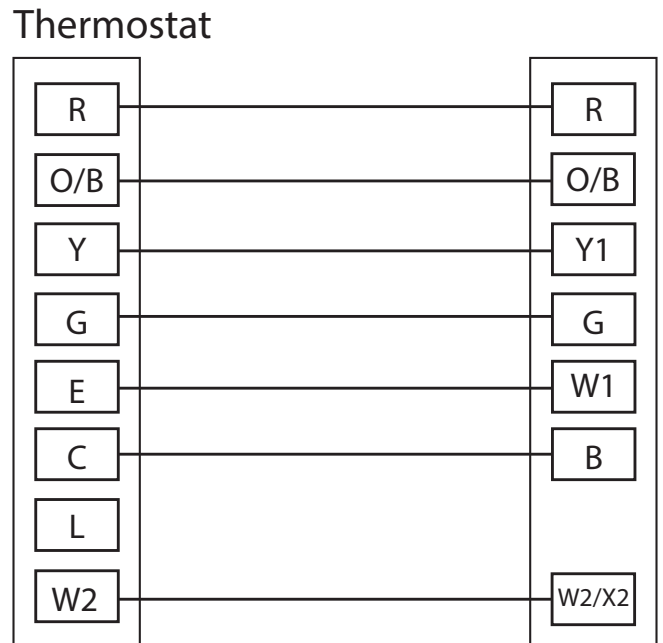 Thermostat
R R
O/B O/B
Y Y1
G G
E W1
C B
L
W2 W2/X2